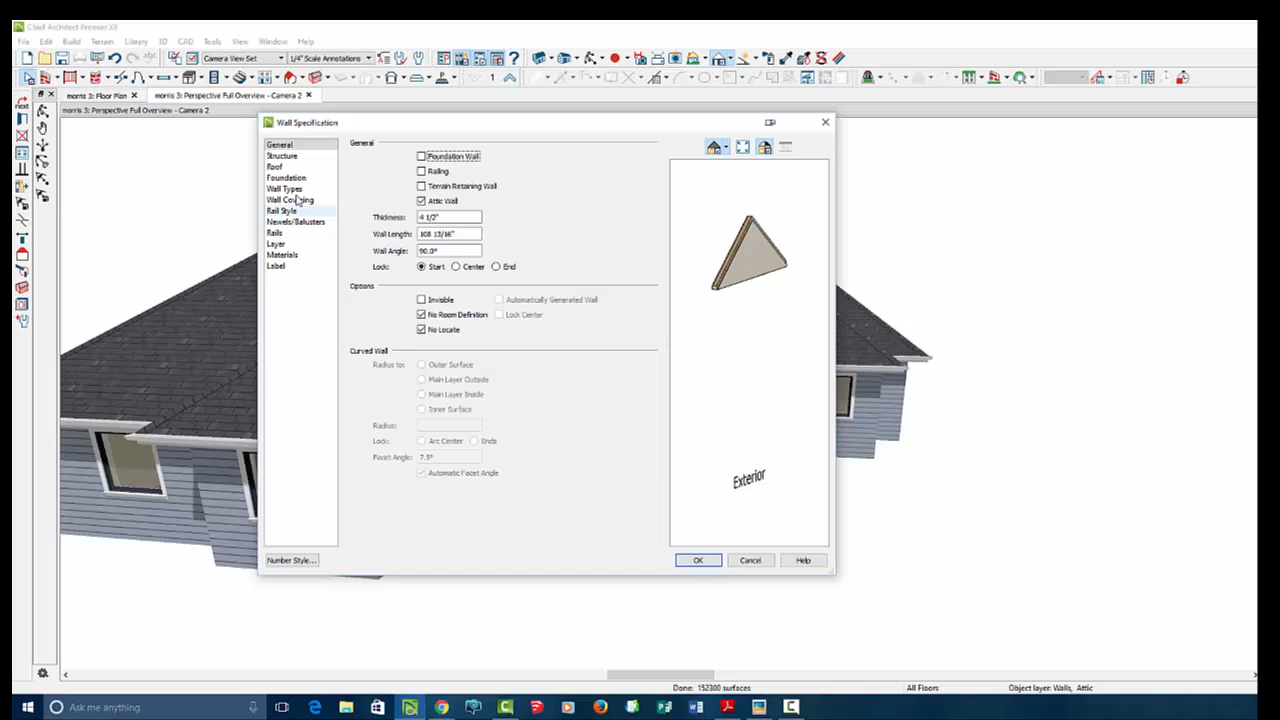 Chief Architect Premier X8
File Edit Build Terrain Library 3D CAD Tools Query Window Help
Camera View Set 1/4" Scale Annotations
morris 3: Floor Plan morris 3: Perspective Full Overview - Camera 2
morris 3: Perspective Full Overview - Camera 2
Wall Specification
General
Structure
Roof
Foundation
Wall Types
Wall Covering
Rail Style
Newels/Balusters
Rails
Layer
Materials
Label
General
Foundation Wall
Railing
Terrain Retaining Wall
Attic Wall
Thickness: 4 1/2"
Wall Length: 108 13/16"
Wall Angle: 90.0°
Lock: Start Center End
Options
Invisible Automatically Generated Wall
No Room Definition Lock Center
No Locate
Curved Wall
Radius to: Outer Surface
Main Layer Outside
Main Layer Inside
Inner Surface
Radius:
Lock: Arc Center Ends
Facet Angle: 7.5°
Automatic Facet Angle
Exterior
Number Style... OK Cancel Help
Done: 152300 surfaces All Floors Object layer: Walls, Attic
Ask me anything